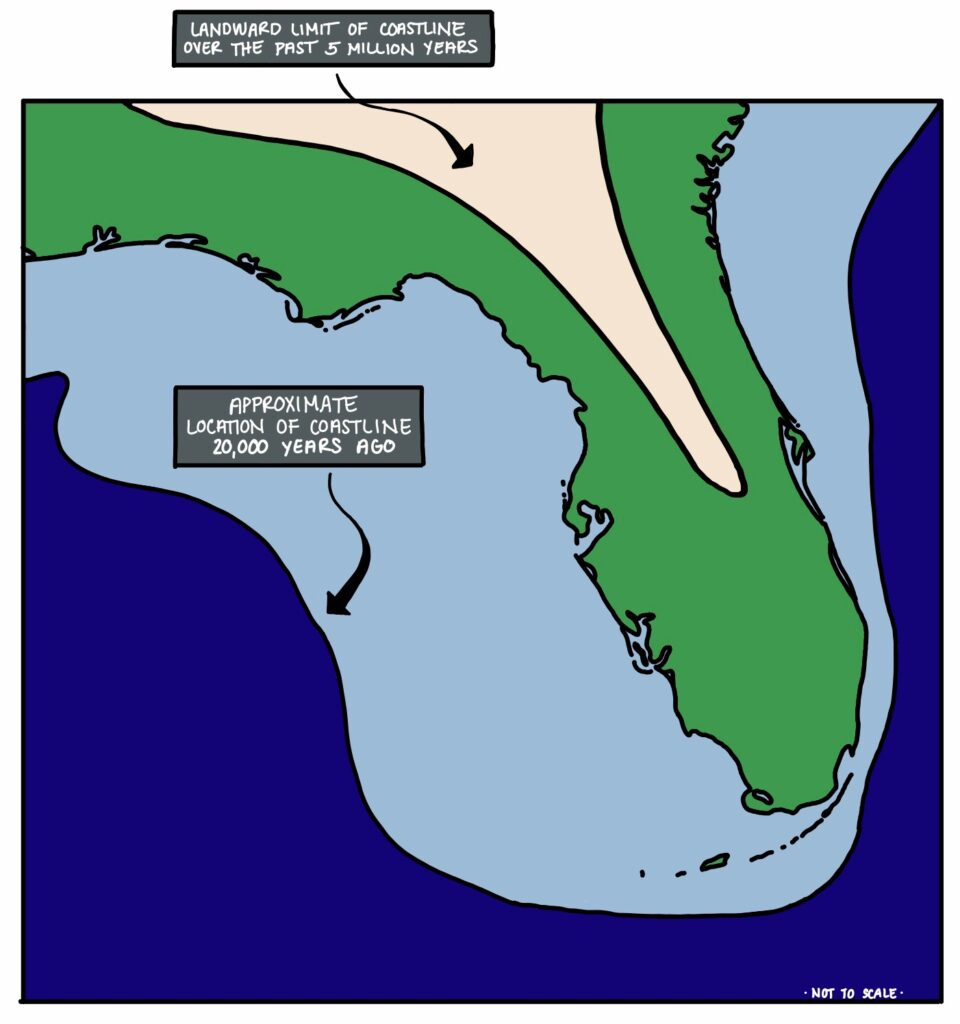 LANDWARD LIMIT OF COASTLINE
OVER THE PAST 5 MILLION YEARS
APPROXIMATE
LOCATION OF COASTLINE
20,000 YEARS AGO
· NOT TO SCALE ·